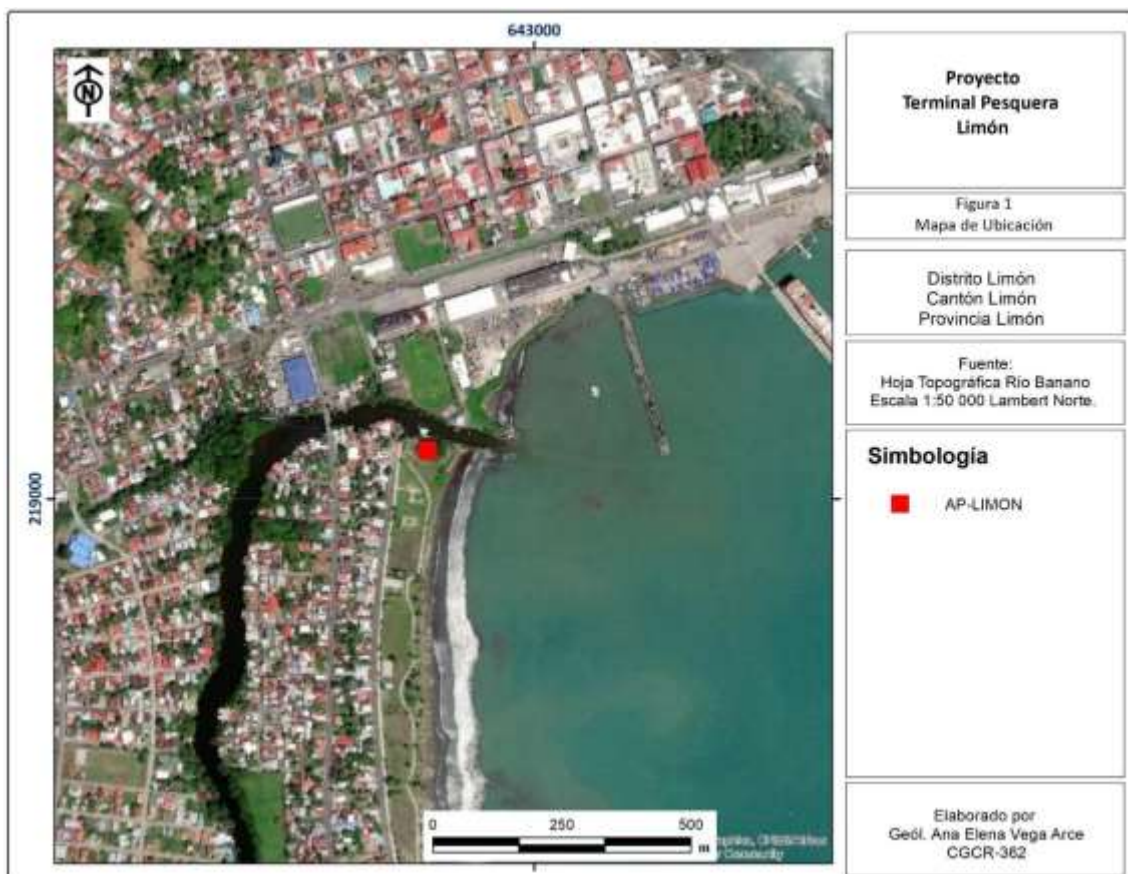 643000
219000
N
Proyecto
Terminal Pesquera
Limón
Figura 1
Mapa de Ubicación
Distrito Limón
Cantón Limón
Provincia Limón
Fuente:
Hoja Topográfica Río Banano
Escala 1:50 000 Lambert Norte.
Simbología
AP-LIMON
0 250 500
m
Community
Elaborado por
Geól. Ana Elena Vega Arce
CGCR-362